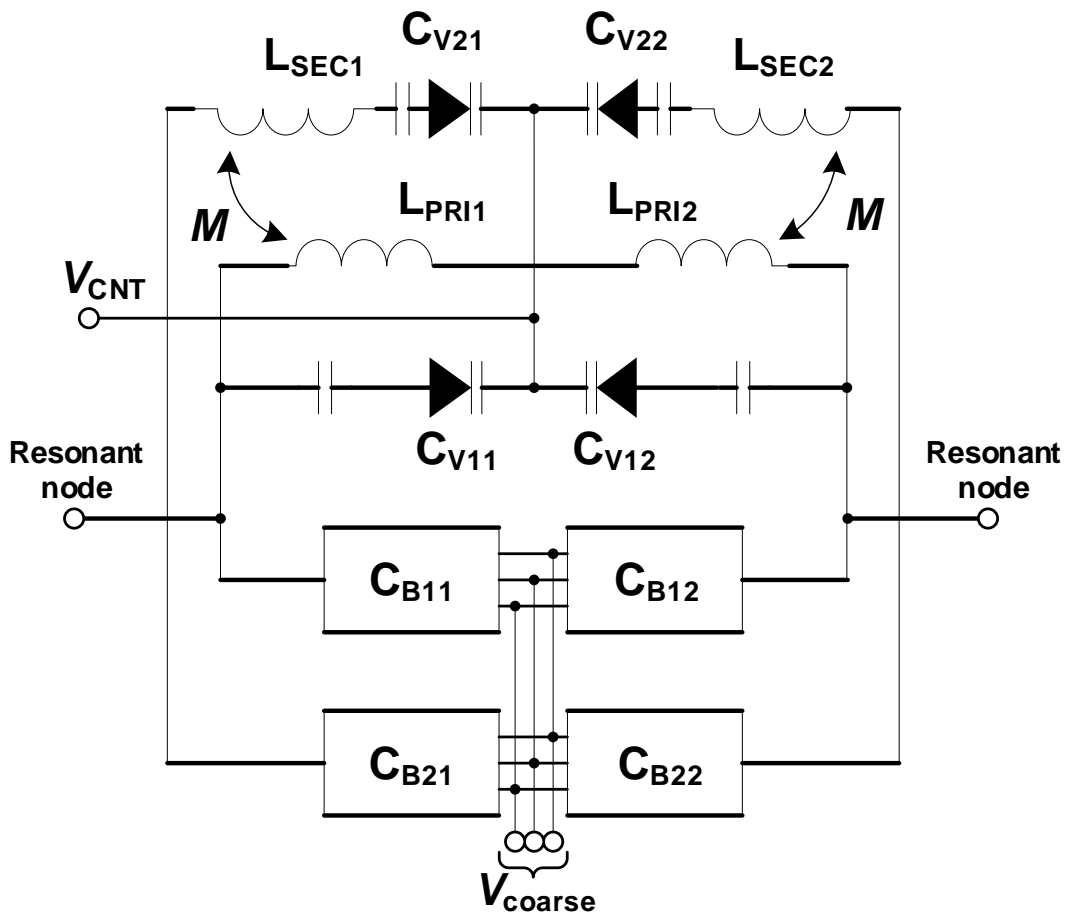 CV21
CV22
LSEC1
LSEC2
LPRI1
LPRI2
M
M
VCNT
CV11
CV12
Resonant
node
Resonant
node
CB11
CB12
CB21
CB22
Vcoarse